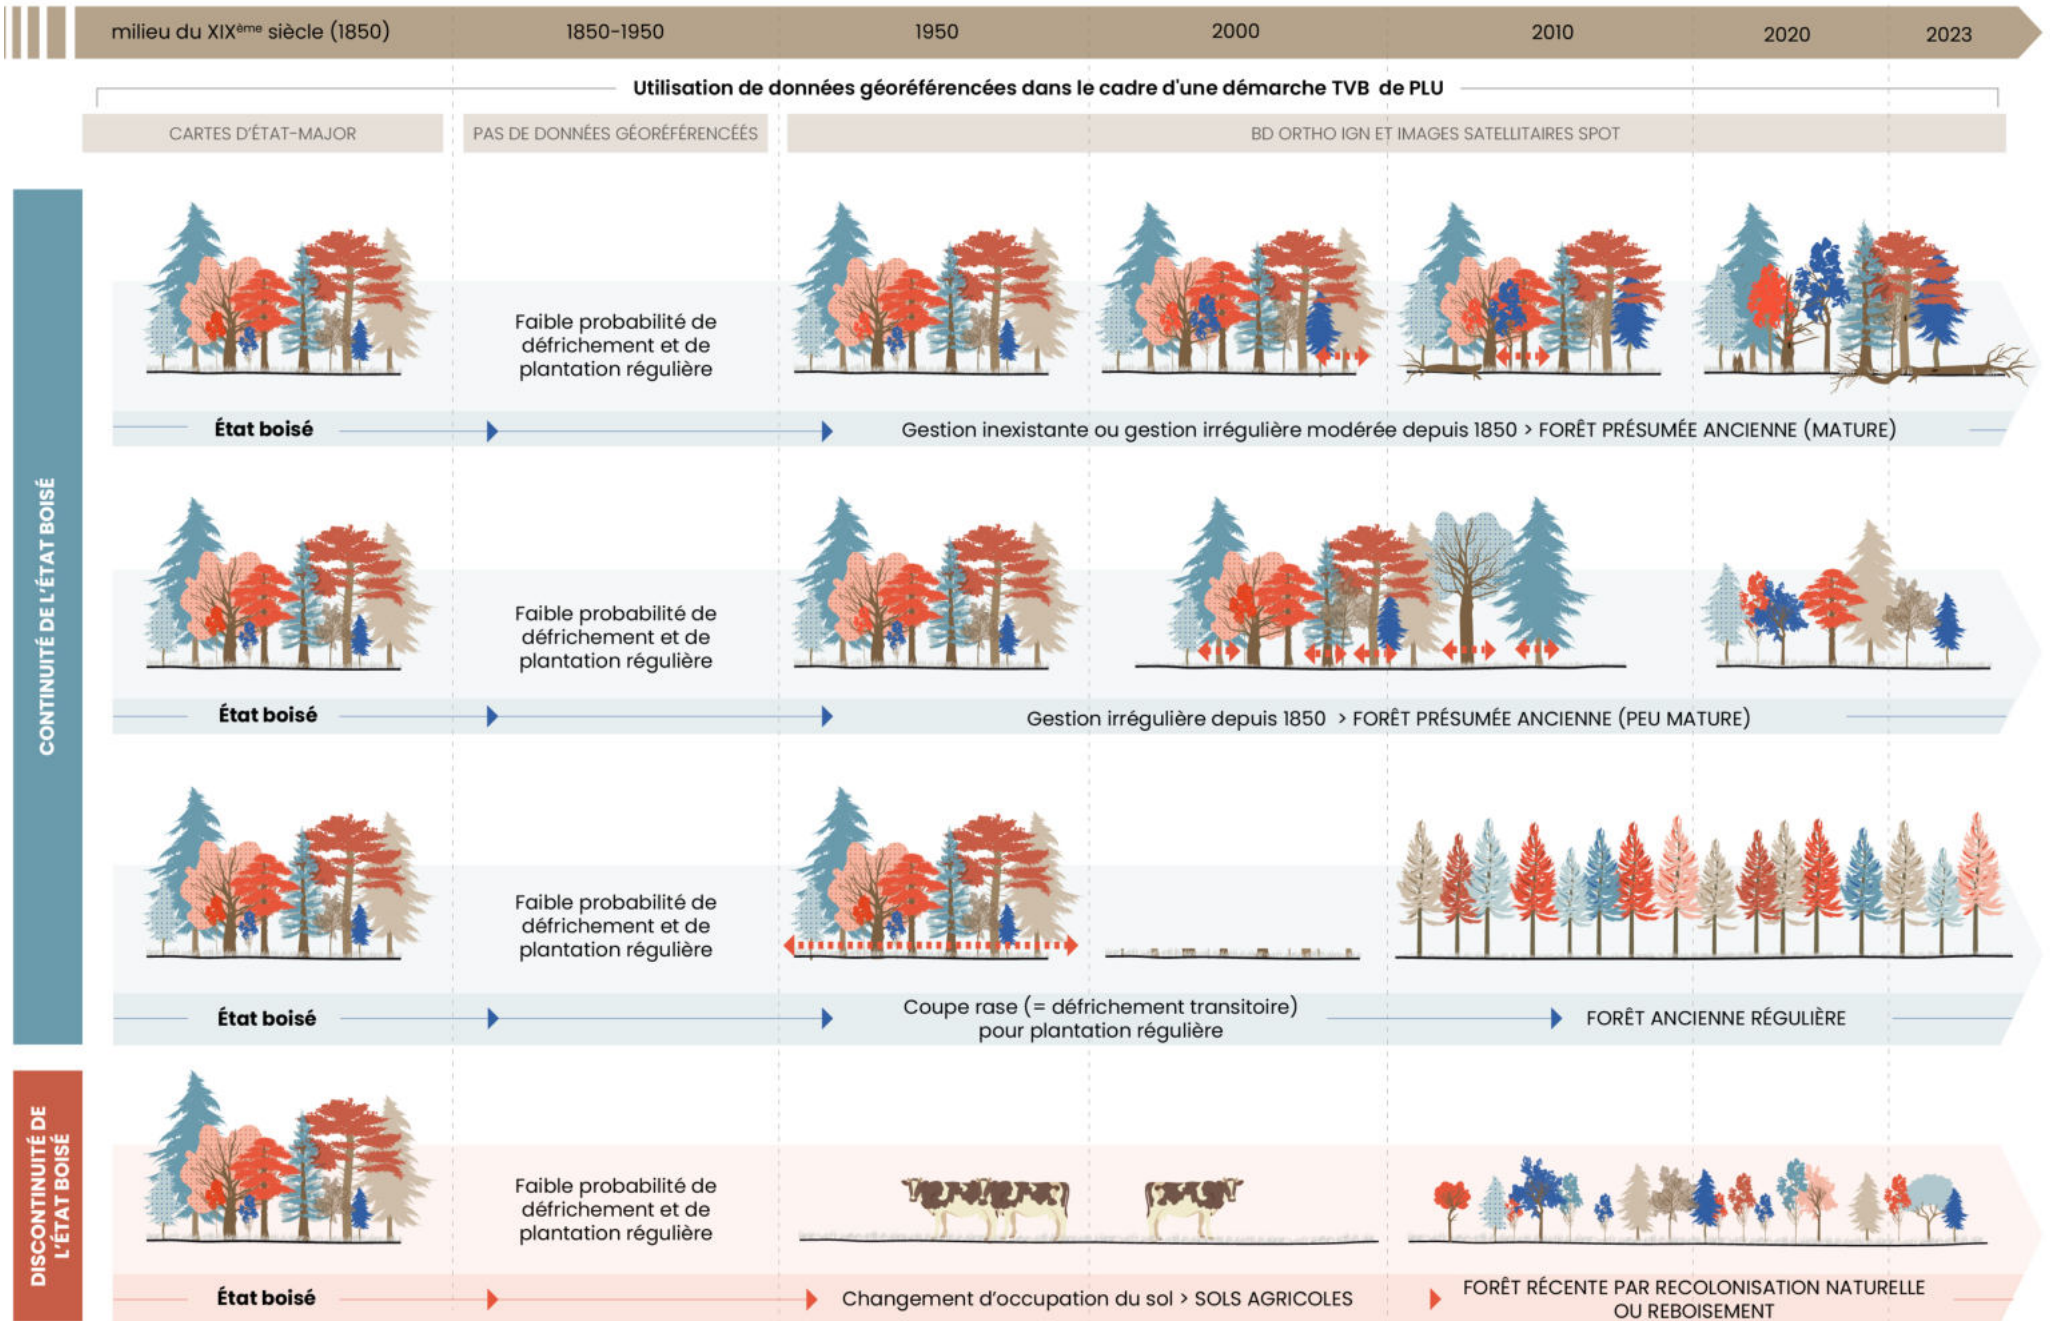 milieu du XIXème siècle (1850)
1850-1950
1950
2000
2010
2020
2023
Utilisation de données géoréférencées dans le cadre d'une démarche TVB de PLU
CARTES D'ÉTAT-MAJOR
PAS DE DONNÉES GÉORÉFÉRENCÉÉS
BD ORTHO IGN ET IMAGES SATELLITAIRES SPOT
CONTINUITÉ DE L'ÉTAT BOISÉ
Faible probabilité de
défrichement et de
plantation régulière
État boisé
Gestion inexistante ou gestion irrégulière modérée depuis 1850 > FORÊT PRÉSUMÉE ANCIENNE (MATURE)
Faible probabilité de
défrichement et de
plantation régulière
État boisé
Gestion irrégulière depuis 1850 > FORÊT PRÉSUMÉE ANCIENNE (PEU MATURE)
Faible probabilité de
défrichement et de
plantation régulière
État boisé
Coupe rase (= défrichement transitoire)
pour plantation régulière
FORÊT ANCIENNE RÉGULIÈRE
DISCONTINUITÉ DE
L'ÉTAT BOISÉ
Faible probabilité de
défrichement et de
plantation régulière
État boisé
Changement d'occupation du sol > SOLS AGRICOLES
FORÊT RÉCENTE PAR RECOLONISATION NATURELLE
OU REBOISEMENT